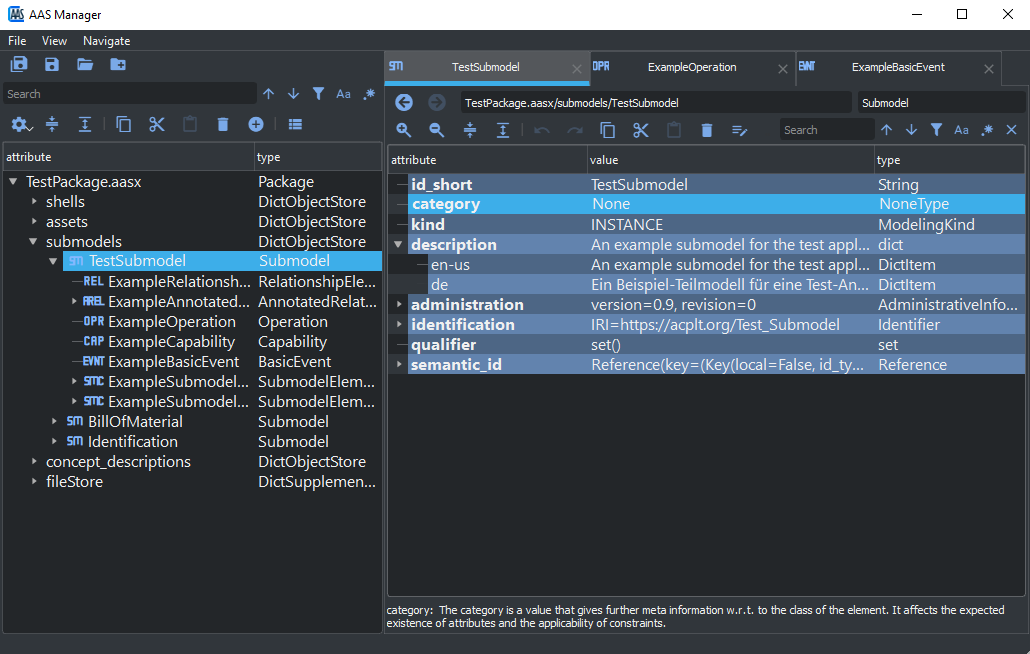 AAS AAS Manager
File View Navigate
Search Aa .*
attribute type
TestPackage.aasx Package
shells DictObjectStore
assets DictObjectStore
submodels DictObjectStore
SM TestSubmodel Submodel
REL ExampleRelationsh... RelationshipEle...
AREL ExampleAnnotated... AnnotatedRelat...
OPR ExampleOperation Operation
CAP ExampleCapability Capability
EVNT ExampleBasicEvent BasicEvent
SMC ExampleSubmodel... SubmodelElem...
SMC ExampleSubmodel... SubmodelElem...
SM BillOfMaterial Submodel
SM Identification Submodel
concept_descriptions DictObjectStore
fileStore DictSupplemen...
SM TestSubmodel OPR ExampleOperation EVNT ExampleBasicEvent
TestPackage.aasx/submodels/TestSubmodel Submodel
Search Aa .*
attribute value type
id_short TestSubmodel String
category None NoneType
kind INSTANCE ModelingKind
description An example submodel for the test appl... dict
en-us An example submodel for the test appl... DictItem
de Ein Beispiel-Teilmodell für eine Test-An... DictItem
administration version=0.9, revision=0 AdministrativeInfo...
identification IRI=https://acplt.org/Test_Submodel Identifier
qualifier set() set
semantic_id Reference(key=(Key(local=False, id_ty... Reference
category: The category is a value that gives further meta information w.r.t. to the class of the element. It affects the expected
existence of attributes and the applicability of constraints.